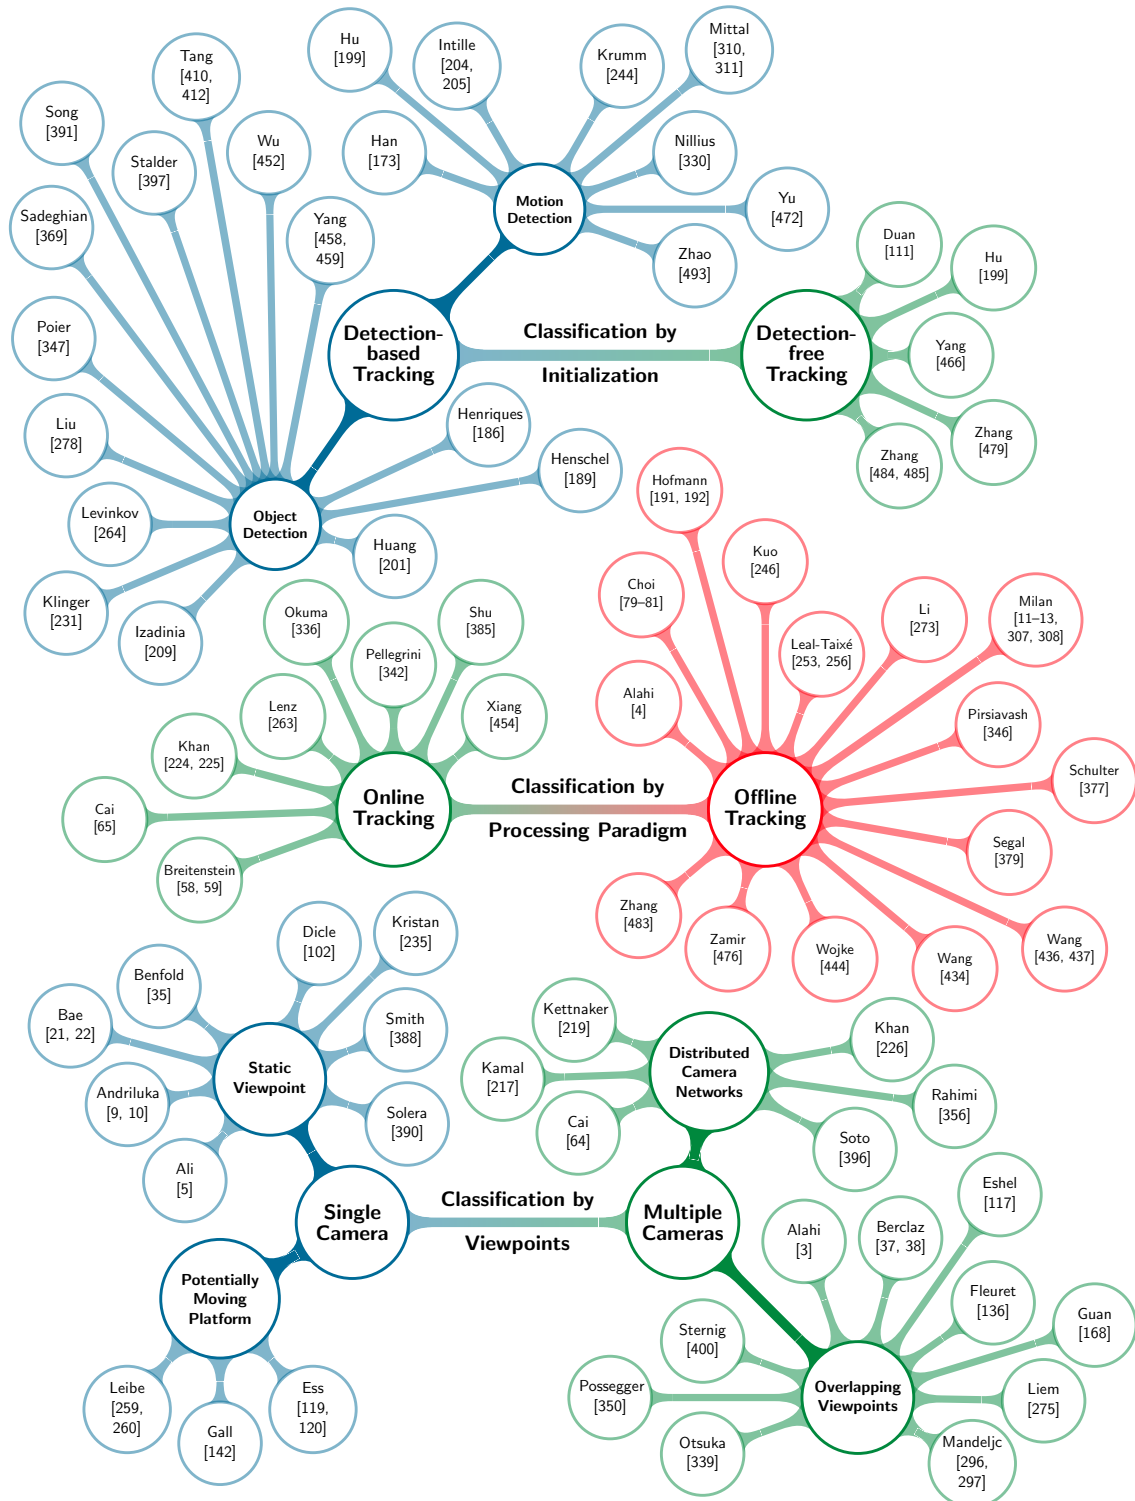 Hu
[199]
Intille
[204,
205]
Krumm
[244]
Mittal
[310,
311]
Tang
[410,
412]
Song
[391]
Stalder
[397]
Wu
[452]
Han
[173]
Nillius
[330]
Motion
Detection
Yu
[472]
Sadeghian
[369]
Yang
[458,
459]
Zhao
[493]
Duan
[111]
Hu
[199]
Poier
[347]
Detection-
based
Tracking
Classification by
Initialization
Detection-
free
Tracking
Yang
[466]
Liu
[278]
Henriques
[186]
Henschel
[189]
Zhang
[479]
Zhang
[484, 485]
Levinkov
[264]
Object
Detection
Huang
[201]
Klinger
[231]
Izadinia
[209]
Hofmann
[191, 192]
Kuo
[246]
Choi
[79–81]
Li
[273]
Milan
[11–13,
307, 308]
Okuma
[336]
Shu
[385]
Pellegrini
[342]
Leal-Taixé
[253, 256]
Lenz
[263]
Xiang
[454]
Alahi
[4]
Pirsiavash
[346]
Khan
[224, 225]
Schulter
[377]
Cai
[65]
Online
Tracking
Classification by
Processing Paradigm
Offline
Tracking
Segal
[379]
Breitenstein
[58, 59]
Zhang
[483]
Zamir
[476]
Wojke
[444]
Wang
[434]
Wang
[436, 437]
Dicle
[102]
Kristan
[235]
Benfold
[35]
Bae
[21, 22]
Smith
[388]
Static
Viewpoint
Andriluka
[9, 10]
Solera
[390]
Ali
[5]
Kettnaker
[219]
Distributed
Camera
Networks
Khan
[226]
Kamal
[217]
Rahimi
[356]
Cai
[64]
Soto
[396]
Single
Camera
Classification by
Viewpoints
Multiple
Cameras
Eshel
[117]
Alahi
[3]
Berclaz
[37, 38]
Potentially
Moving
Platform
Fleuret
[136]
Guan
[168]
Sternig
[400]
Possegger
[350]
Overlapping
Viewpoints
Liem
[275]
Leibe
[259,
260]
Gall
[142]
Ess
[119,
120]
Otsuka
[339]
Mandeljc
[296,
297]